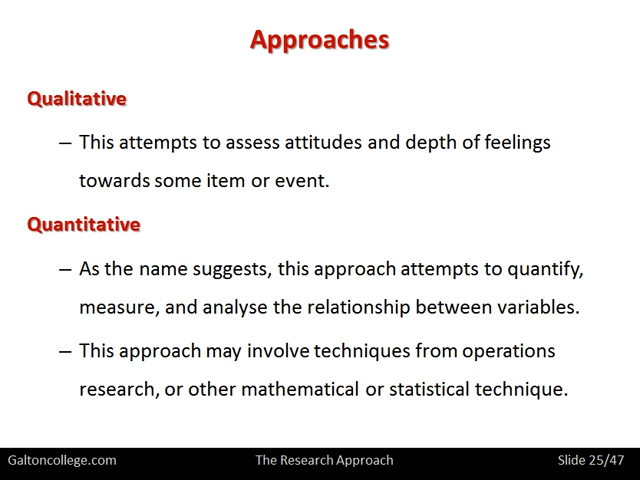 Approaches
Qualitative
– This attempts to assess attitudes and depth of feelings
towards some item or event.
Quantitative
– As the name suggests, this approach attempts to quantify,
measure, and analyse the relationship between variables.
– This approach may involve techniques from operations
research, or other mathematical or statistical technique.
Galtoncollege.com The Research Approach Slide 25/47